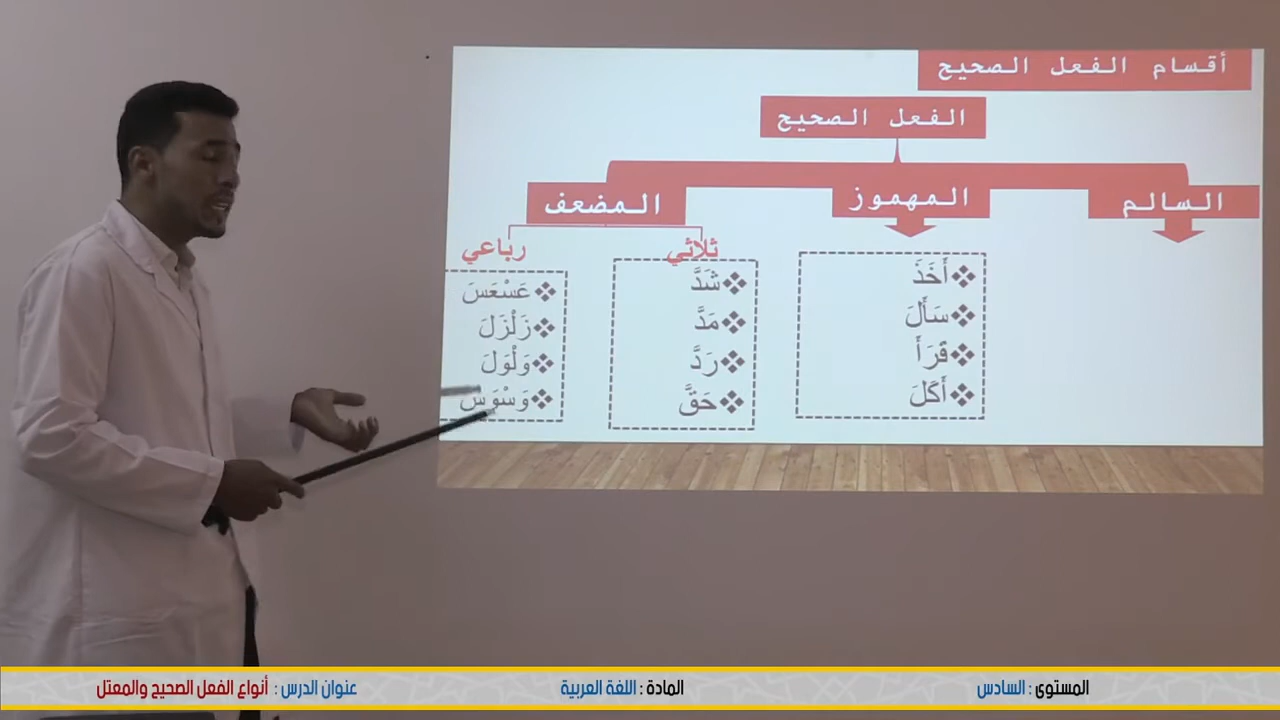 أقسام الفعل الصحيح
الفعل الصحيح
السالم
المهموز
أَخَذَ
سَأَلَ
قَرَأَ
أَكَلَ
المضعف
ثلاثي
شَدَّ
مَدَّ
رَدَّ
حَقَّ
رباعي
عَسْعَسَ
زَلْزَلَ
وَلْوَلَ
وَسْوَسَ
المستوى : السادس
المادة : اللغة العربية
عنوان الدرس : أنواع الفعل الصحيح والمعتل